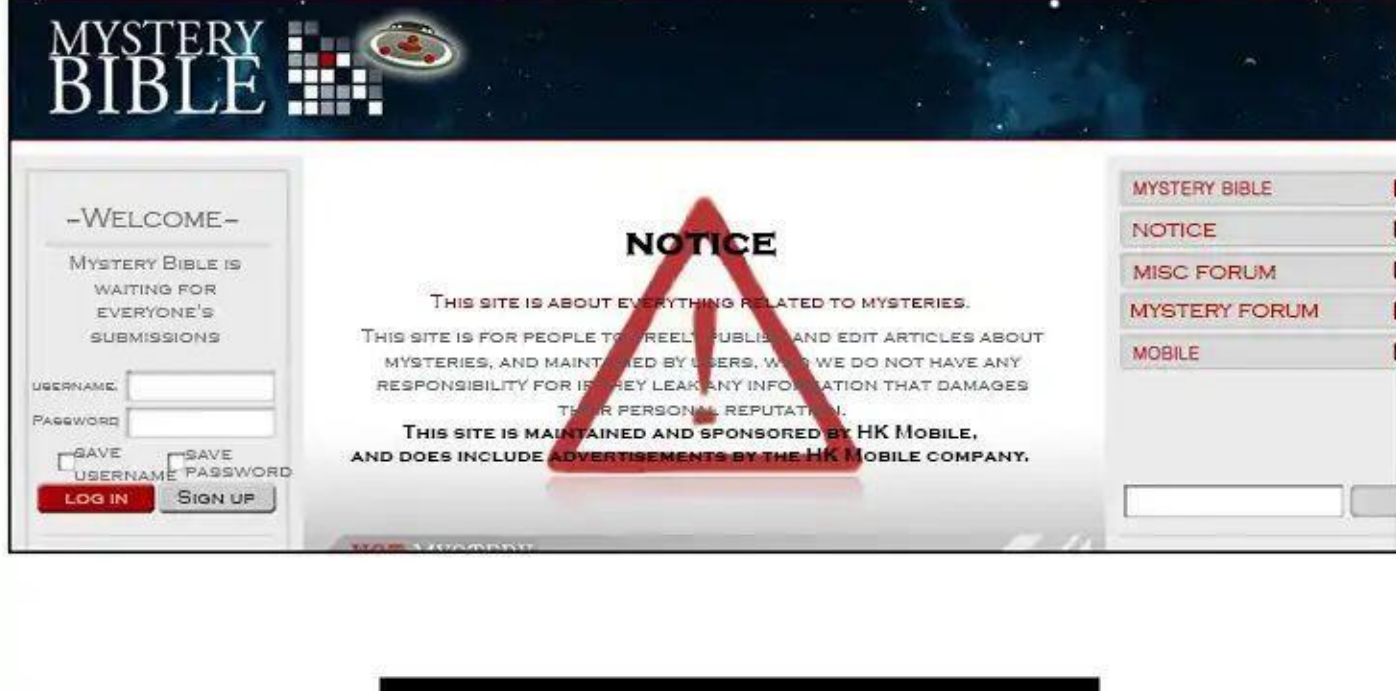 MYSTERY
BIBLE
-WELCOME-
MYSTERY BIBLE IS
WAITING FOR
EVERYONE'S
SUBMISSIONS
USERNAME.
PASSWORD
SAVE
USERNAME
SAVE
PASSWORD
LOG IN
SIGN UP
NOTICE
THIS SITE IS ABOUT EVERYTHING RELATED TO MYSTERIES.
THIS SITE IS FOR PEOPLE TO FREELY PUBLISH AND EDIT ARTICLES ABOUT
MYSTERIES, AND MAINTAINED BY USERS, WE DO NOT HAVE ANY
RESPONSIBILITY FOR IF THEY LEAK ANY INFORMATION THAT DAMAGES
THEIR PERSONAL REPUTATION.
THIS SITE IS MAINTAINED AND SPONSORED BY HK MOBILE,
AND DOES INCLUDE ADVERTISEMENTS BY THE HK MOBILE COMPANY.
MYSTERY BIBLE
NOTICE
MISC FORUM
MYSTERY FORUM
MOBILE